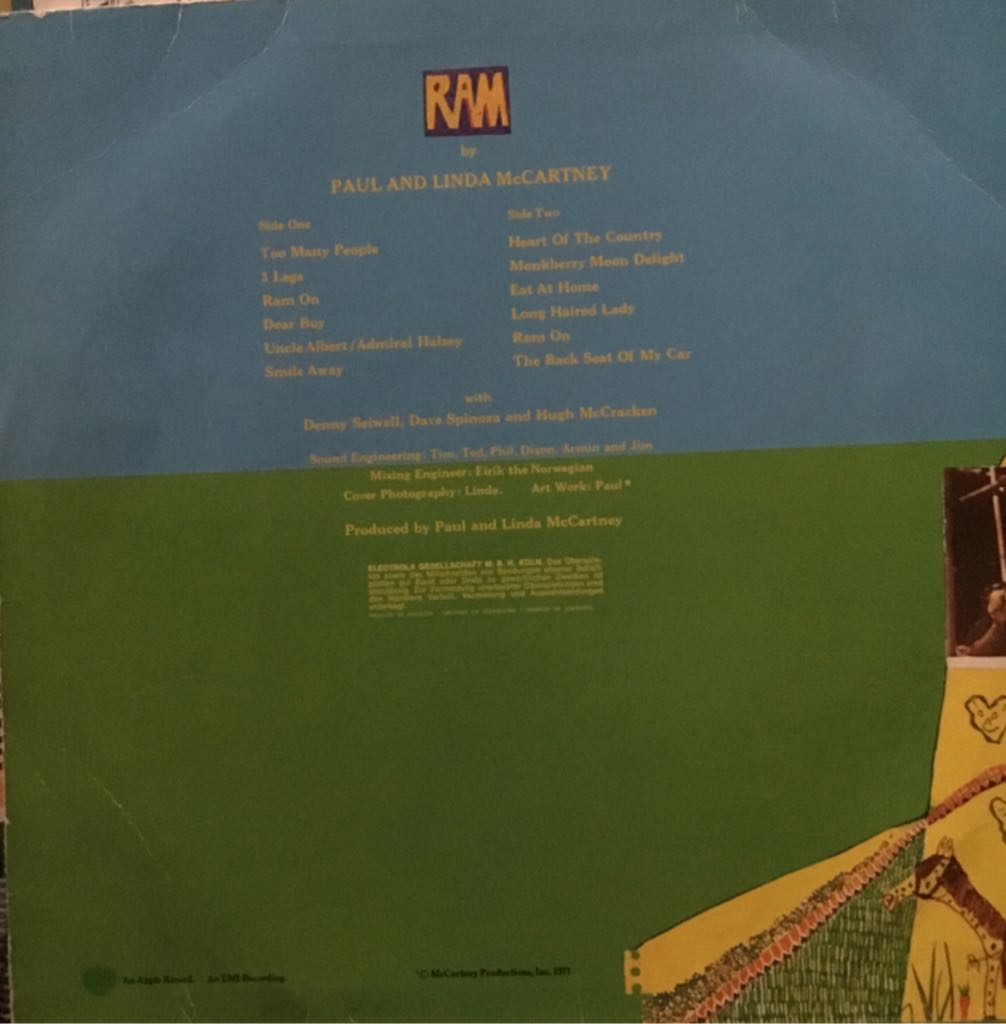 RAM
by
PAUL AND LINDA McCARTNEY
Side One
Too Many People
3 Legs
Ram On
Dear Boy
Uncle Albert/Admiral Halsey
Smile Away
Side Two
Heart Of The Country
Monkberry Moon Delight
Eat At Home
Long Haired Lady
Ram On
The Back Seat Of My Car
with
Denny Seiwell, Dave Spinoza and Hugh McCracken
Sound Engineering: Tim, Ted, Phil, Diann, Armin and Jim
Mixing Engineer: Eirik the Norwegian
Cover Photography: Linda. Art Work: Paul*
Produced by Paul and Linda McCartney
ELECTROLA GESELLSCHAFT M. B. H. KÖLN.
An Apple Record. An EMI Recording.
*© McCartney Productions, Inc. 1971